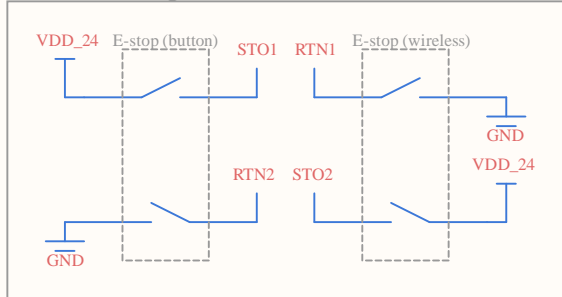 VDD_24
E-stop (button)
STO1
RTN1
E-stop (wireless)
GND
VDD_24
RTN2
STO2
GND